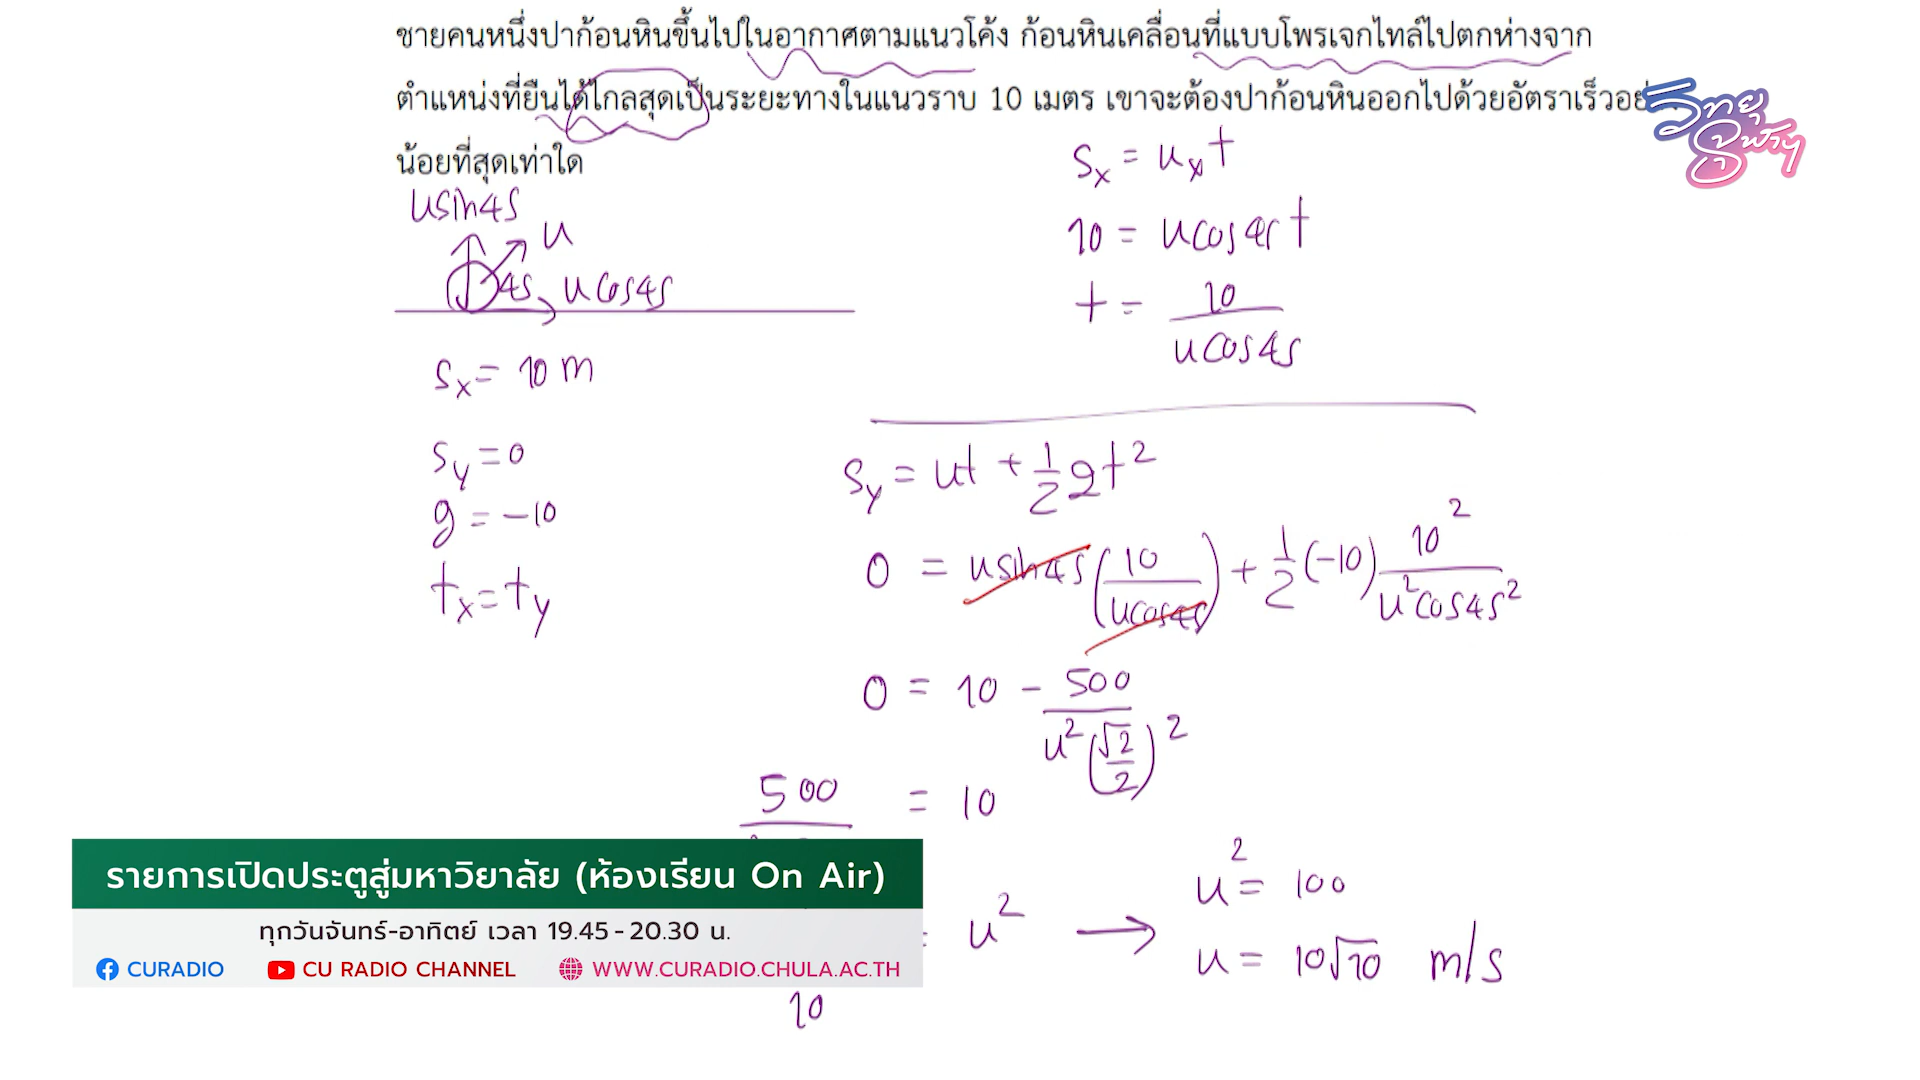 ชายคนหนึ่งปาก้อนหินขึ้นไปในอากาศตามแนวโค้ง ก้อนหินเคลื่อนที่แบบโพรเจกไทล์ไปตกห่างจาก
ตำแหน่งที่ยืนได้ไกลสุดเป็นระยะทางในแนวราบ 10 เมตร เขาจะต้องปาก้อนหินออกไปด้วยอัตราเร็วอย่
น้อยที่สุดเท่าใด
วิทยุ
จุฬาฯ
usin45
u
45 ucos45
Sx = 10 m
Sy = 0
g = -10
tx = ty
Sx = ux t
10 = ucos45 t
t = 10 / ucos45
Sy = ut + 1/2 gt²
0 = usin45 (10 / ucos45) + 1/2 (-10) 10² / u²cos45²
0 = 10 - 500 / u² (√2/2)²
500 = 10
= u² → u² = 100
u = 10√10 m/s
10
รายการเปิดประตูสู่มหาวิยาลัย (ห้องเรียน On Air)
ทุกวันจันทร์-อาทิตย์ เวลา 19.45 - 20.30 น.
CURADIO CU RADIO CHANNEL WWW.CURADIO.CHULA.AC.TH